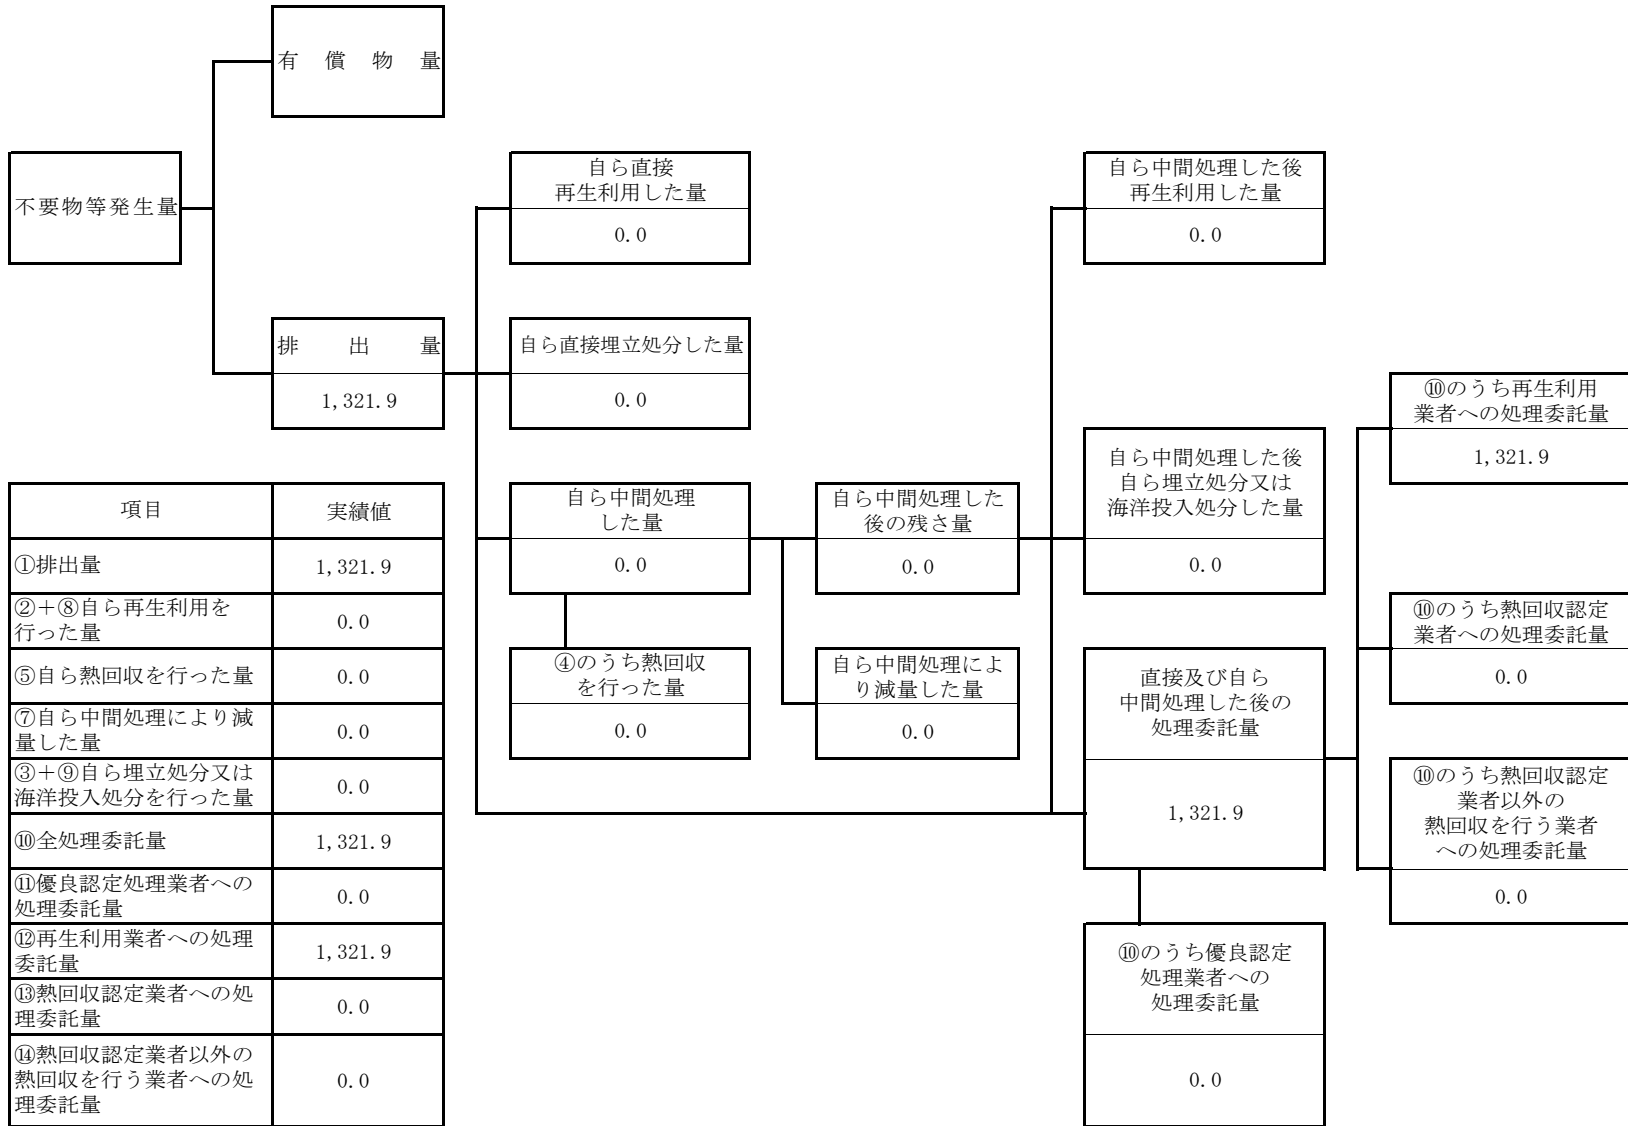 有償物量
不要物等発生量
排出量
1,321.9
自ら直接
再生利用した量
0.0
自ら直接埋立処分した量
0.0
自ら中間処理
した量
0.0
④のうち熱回収
を行った量
0.0
自ら中間処理した
後の残さ量
0.0
自ら中間処理によ
り減量した量
0.0
自ら中間処理した後
再生利用した量
0.0
自ら中間処理した後
自ら埋立処分又は
海洋投入処分した量
0.0
直接及び自ら
中間処理した後の
処理委託量
1,321.9
⑩のうち優良認定
処理業者への
処理委託量
0.0
⑩のうち再生利用
業者への処理委託量
1,321.9
⑩のうち熱回収認定
業者への処理委託量
0.0
⑩のうち熱回収認定
業者以外の
熱回収を行う業者
への処理委託量
0.0
項目 実績値
①排出量 1,321.9
②＋⑧自ら再生利用を
行った量 0.0
⑤自ら熱回収を行った量 0.0
⑦自ら中間処理により減
量した量 0.0
③＋⑨自ら埋立処分又は
海洋投入処分を行った量 0.0
⑩全処理委託量 1,321.9
⑪優良認定処理業者への
処理委託量 0.0
⑫再生利用業者への処理
委託量 1,321.9
⑬熱回収認定業者への処
理委託量 0.0
⑭熱回収認定業者以外の
熱回収を行う業者への処 0.0
理委託量